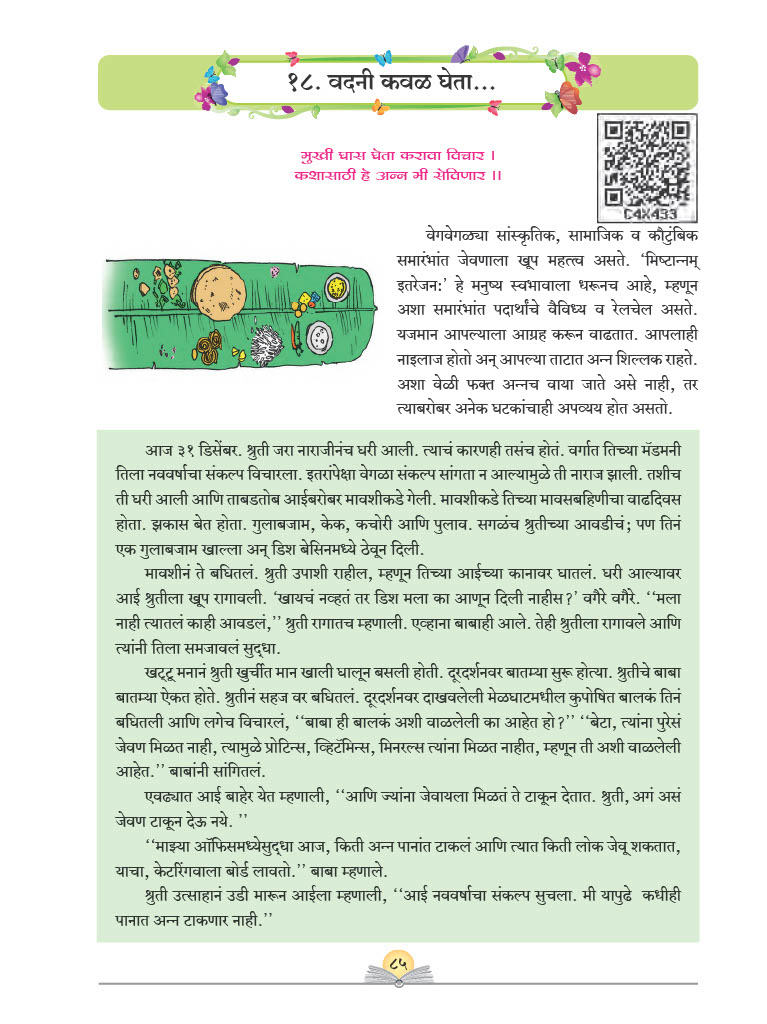 १८. वदनी कवळ घेता...
मुखी घास घेता करावा विचार ।
कशासाठी हे अन्न मी सेविणार ।।
C4X433
वेगवेगळ्या सांस्कृतिक, सामाजिक व कौटुंबिक
समारंभांत जेवणाला खूप महत्त्व असते. ‘मिष्टान्नम्
इतरेजनः’ हे मनुष्य स्वभावाला धरूनच आहे, म्हणून
अशा समारंभांत पदार्थांचे वैविध्य व रेलचेल असते.
यजमान आपल्याला आग्रह करून वाढतात. आपलाही
नाइलाज होतो अन् आपल्या ताटात अन्न शिल्लक राहते.
अशा वेळी फक्त अन्नच वाया जाते असे नाही, तर
त्याबरोबर अनेक घटकांचाही अपव्यय होत असतो.
आज ३१ डिसेंबर. श्रुती जरा नाराजीनंच घरी आली. त्याचं कारणही तसंच होतं. वर्गात तिच्या मॅडमनी
तिला नववर्षाचा संकल्प विचारला. इतरांपेक्षा वेगळा संकल्प सांगता न आल्यामुळे ती नाराज झाली. तशीच
ती घरी आली आणि ताबडतोब आईबरोबर मावशीकडे गेली. मावशीकडे तिच्या मावसबहिणीचा वाढदिवस
होता. झकास बेत होता. गुलाबजाम, केक, कचोरी आणि पुलाव. सगळंच श्रुतीच्या आवडीचं; पण तिनं
एक गुलाबजाम खाल्ला अन् डिश बेसिनमध्ये ठेवून दिली.
मावशीनं ते बघितलं. श्रुती उपाशी राहील, म्हणून तिच्या आईच्या कानावर घातलं. घरी आल्यावर
आई श्रुतीला खूप रागावली. ‘खायचं नव्हतं तर डिश मला का आणून दिली नाहीस?’ वगैरे वगैरे. ‘‘मला
नाही त्यातलं काही आवडलं,’’ श्रुती रागातच म्हणाली. एव्हाना बाबाही आले. तेही श्रुतीला रागावले आणि
त्यांनी तिला समजावलं सुद्धा.
खट्टू मनानं श्रुती खुर्चीत मान खाली घालून बसली होती. दूरदर्शनवर बातम्या सुरू होत्या. श्रुतीचे बाबा
बातम्या ऐकत होते. श्रुतीनं सहज वर बघितलं. दूरदर्शनवर दाखवलेली मेळघाटमधील कुपोषित बालकं तिनं
बघितली आणि लगेच विचारलं, ‘‘बाबा ही बालकं अशी वाळलेली का आहेत हो?’’ ‘‘बेटा, त्यांना पुरेसं
जेवण मिळत नाही, त्यामुळे प्रोटिन्स, व्हिटॅमिन्स, मिनरल्स त्यांना मिळत नाहीत, म्हणून ती अशी वाळलेली
आहेत.’’ बाबांनी सांगितलं.
एवढ्यात आई बाहेर येत म्हणाली, ‘‘आणि ज्यांना जेवायला मिळतं ते टाकून देतात. श्रुती, अगं असं
जेवण टाकून देऊ नये. ’’
‘‘माझ्या ऑफिसमध्येसुद्धा आज, किती अन्न पानांत टाकलं आणि त्यात किती लोक जेवू शकतात,
याचा, केटरिंगवाला बोर्ड लावतो.’’ बाबा म्हणाले.
श्रुती उत्साहानं उडी मारून आईला म्हणाली, ‘‘आई नववर्षाचा संकल्प सुचला. मी यापुढे कधीही
पानात अन्न टाकणार नाही.’’
८५